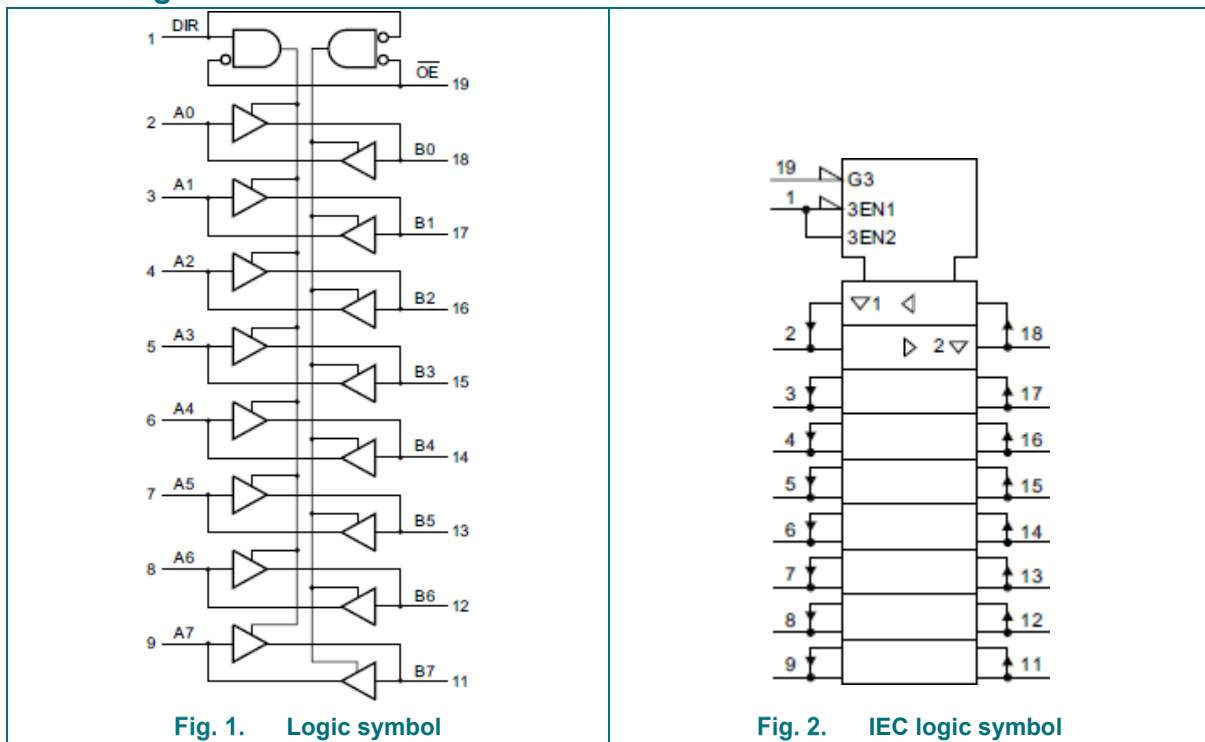 1 DIR
OE
19
2 A0
B0 18
3 A1
B1 17
4 A2
B2 16
5 A3
B3 15
6 A4
B4 14
7 A5
B5 13
8 A6
B6 12
9 A7
B7 11
Fig. 1. Logic symbol
19 G3
1 3EN1
3EN2
1
2 18
2
3 17
4 16
5 15
6 14
7 13
8 12
9 11
Fig. 2. IEC logic symbol